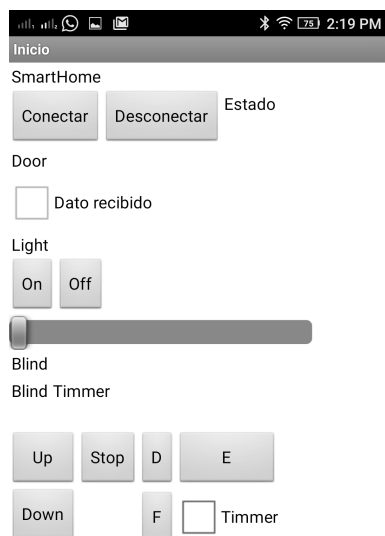 75 2:19 PM
Inicio
SmartHome
Conectar Desconectar Estado
Door
Dato recibido
Light
On Off
Blind
Blind Timmer
Up Stop D E
Down F Timmer